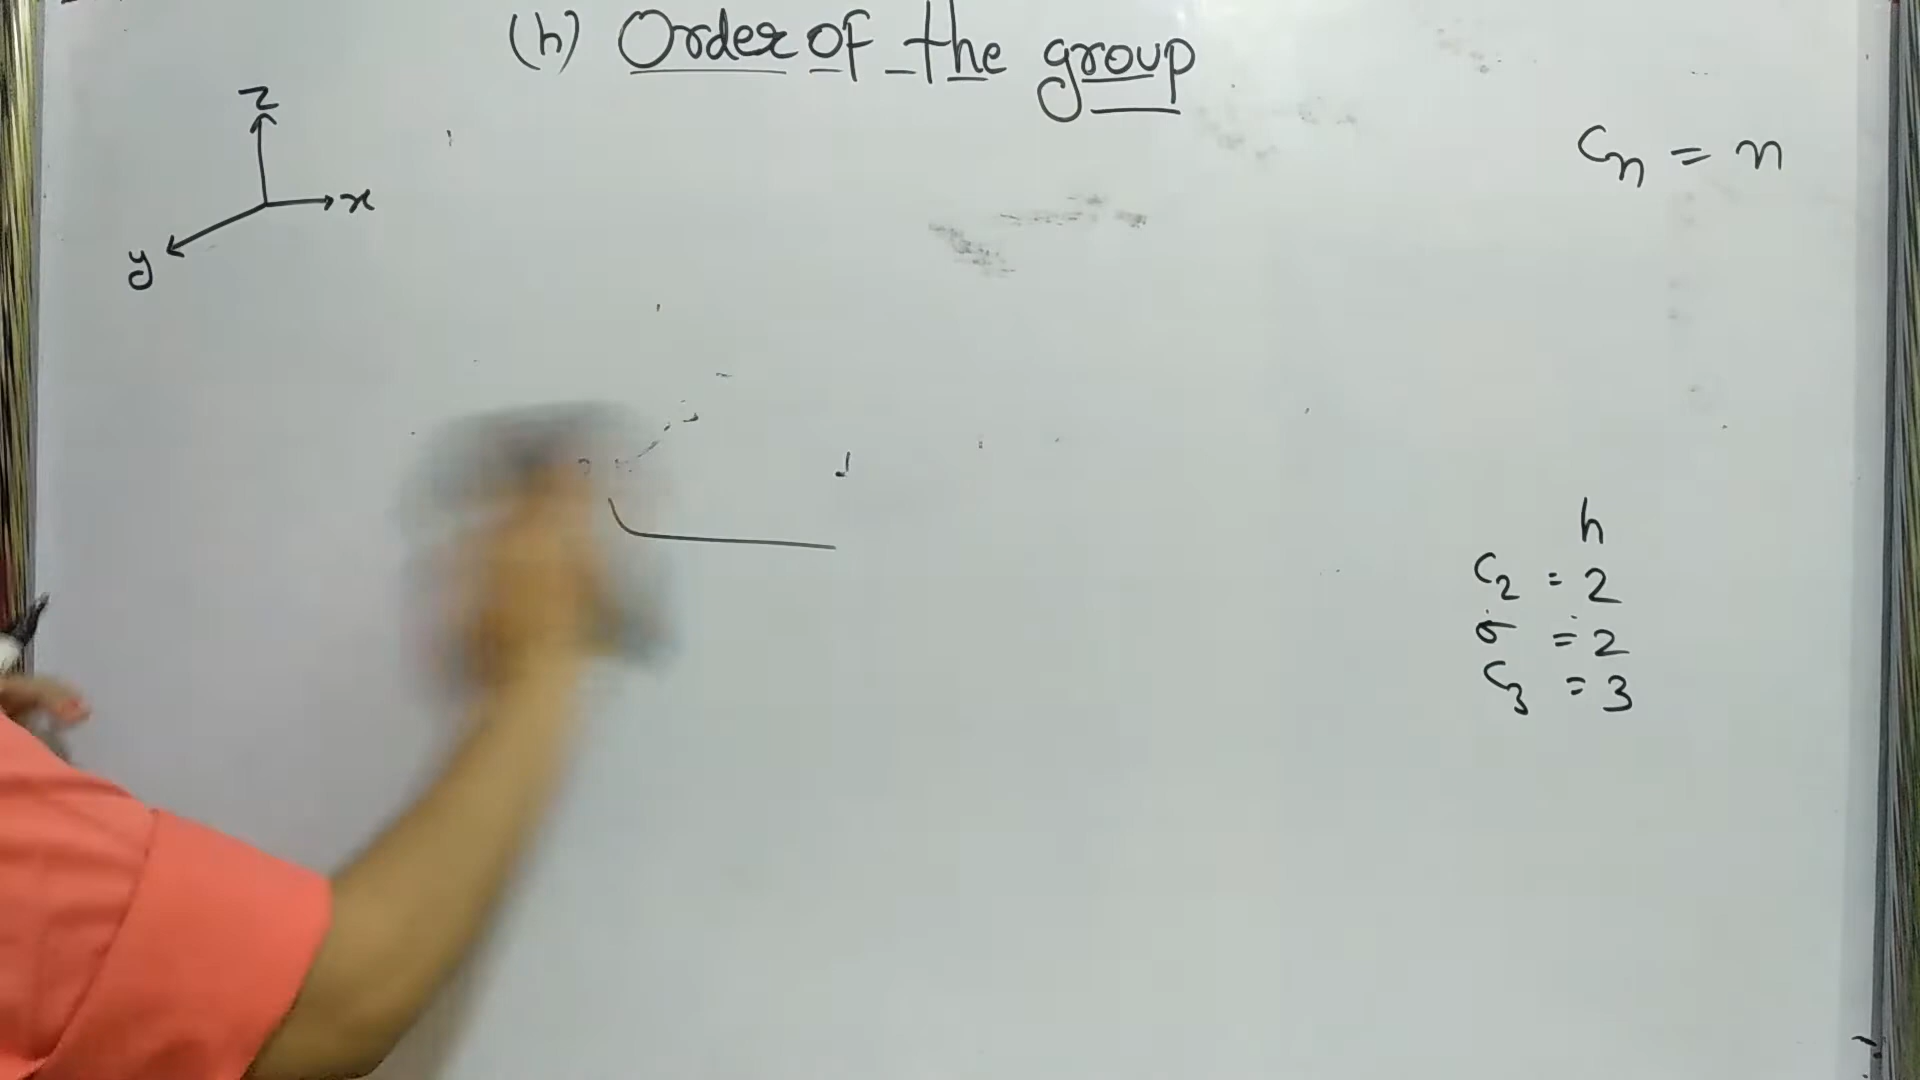 (h) Order of the group
z
x
y
Cn = n
h
C2 = 2
σ = 2
C3 = 3